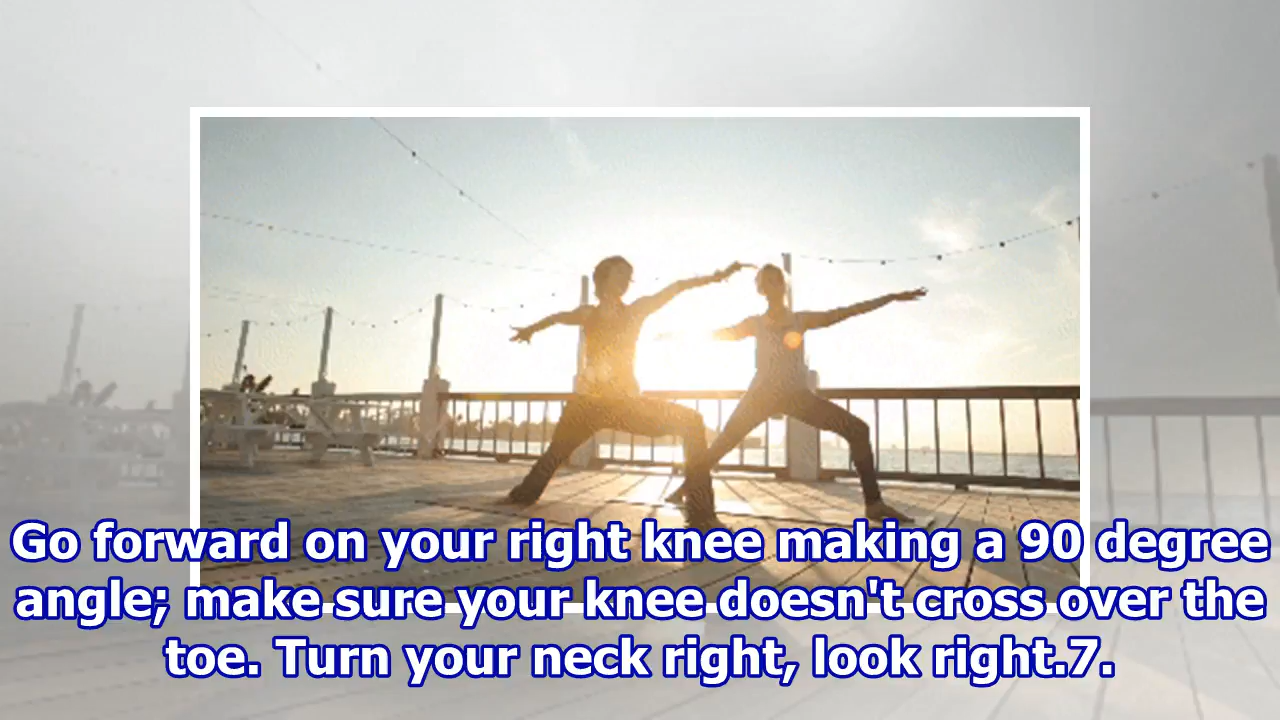 Go forward on your right knee making a 90 degree
angle; make sure your knee doesn't cross over the
toe. Turn your neck right, look right.7.